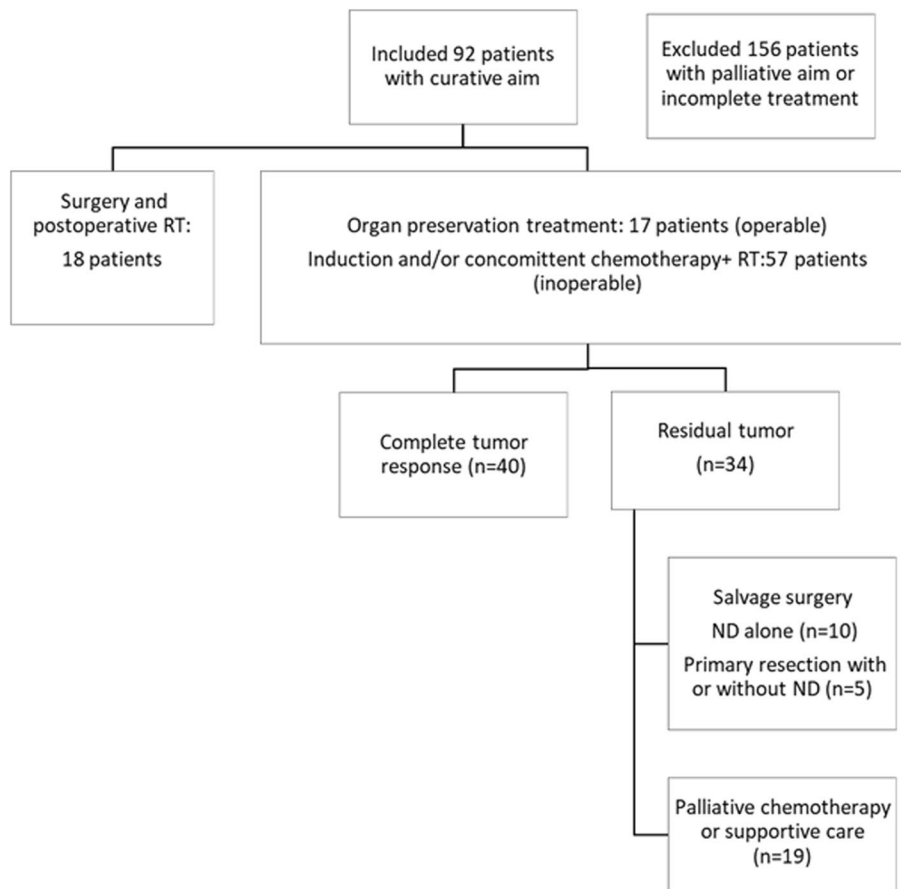 Included 92 patients
with curative aim
Excluded 156 patients
with palliative aim or
incomplete treatment
Surgery and
postoperative RT:
18 patients
Organ preservation treatment: 17 patients (operable)
Induction and/or concomittent chemotherapy+ RT:57 patients
(inoperable)
Complete tumor
response (n=40)
Residual tumor
(n=34)
Salvage surgery
ND alone (n=10)
Primary resection with
or without ND (n=5)
Palliative chemotherapy
or supportive care
(n=19)